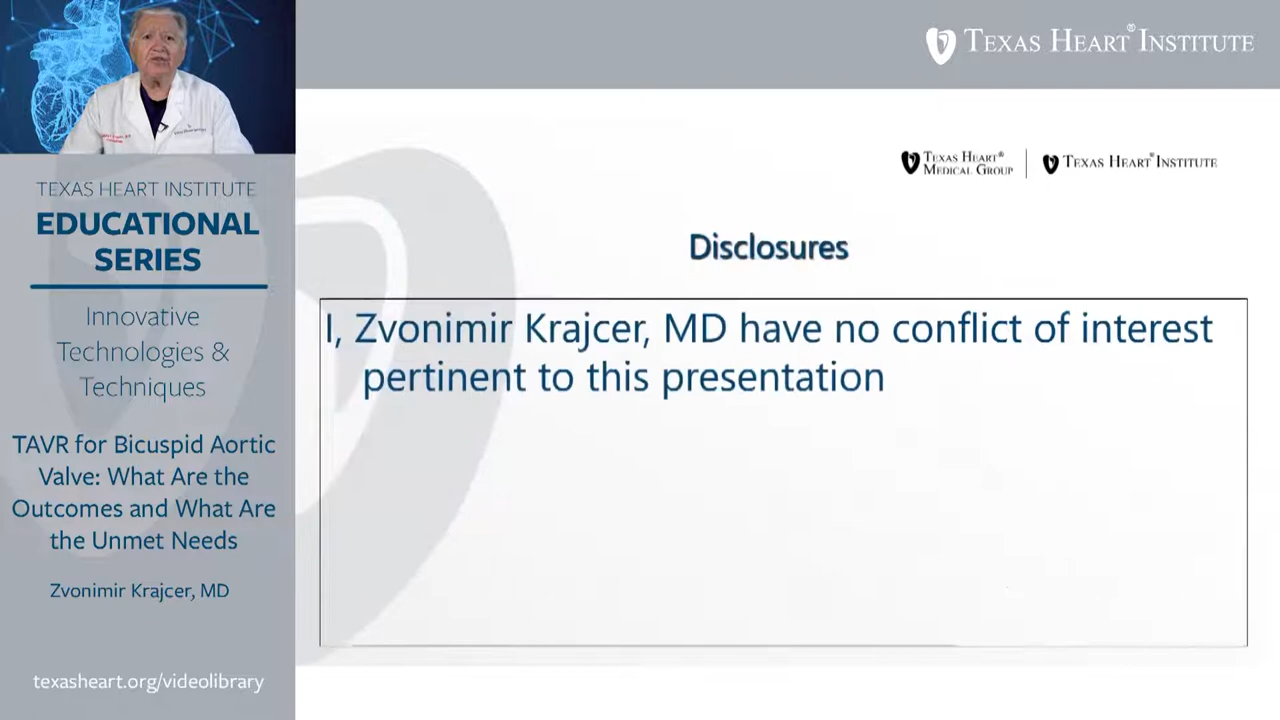 TEXAS HEART® INSTITUTE
TEXAS HEART INSTITUTE
EDUCATIONAL
SERIES
Innovative
Technologies &
Techniques
TAVR for Bicuspid Aortic
Valve: What Are the
Outcomes and What Are
the Unmet Needs
Zvonimir Krajcer, MD
texasheart.org/videolibrary
TEXAS HEART®
MEDICAL GROUP
TEXAS HEART® INSTITUTE
Disclosures
I, Zvonimir Krajcer, MD have no conflict of interest
pertinent to this presentation